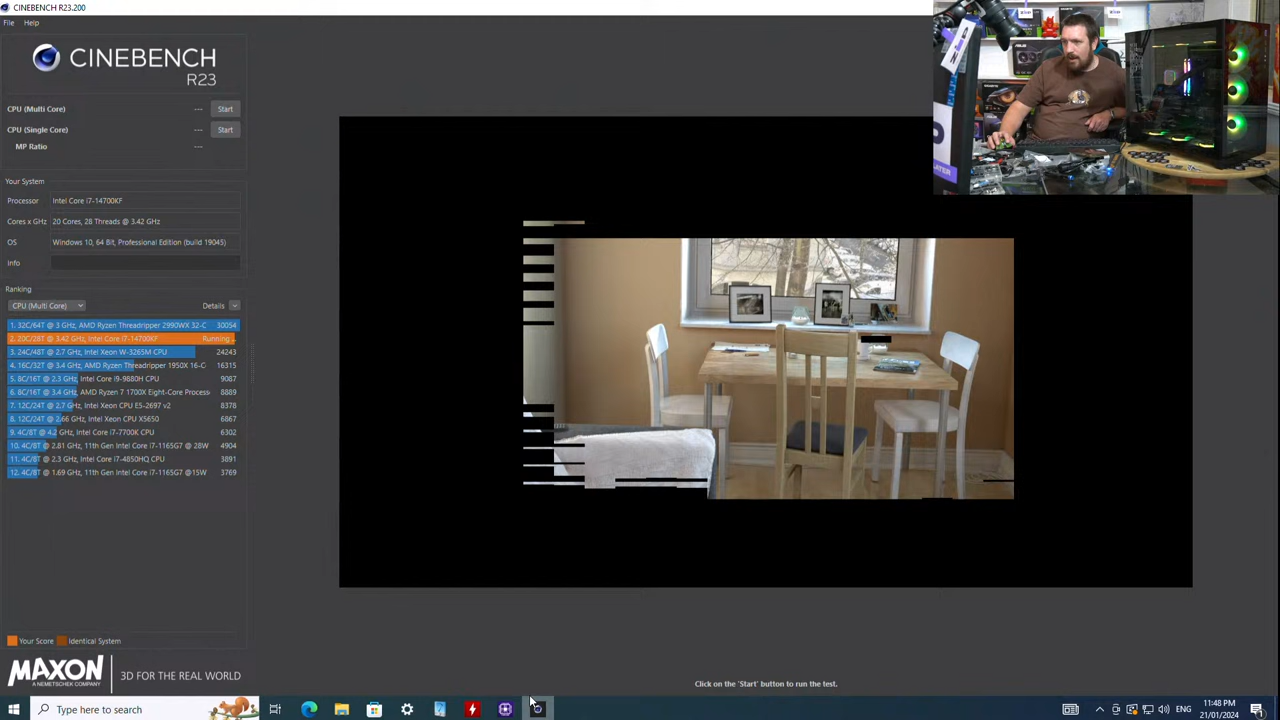 CINEBENCH R23.200
File Help
CINEBENCH
R23
CPU (Multi Core) --- Start
CPU (Single Core) --- Start
MP Ratio ---
Your System
Processor Intel Core i7-14700KF
Cores x GHz 20 Cores, 28 Threads @ 3.42 GHz
OS Windows 10, 64 Bit, Professional Edition (build 19045)
Info
Ranking
CPU (Multi Core) Details
1. 32C/64T @ 3 GHz, AMD Ryzen Threadripper 2990WX 32-C 30054
2. 20C/28T @ 3.42 GHz, Intel Core i7-14700KF Running ..
3. 24C/48T @ 2.7 GHz, Intel Xeon W-3265M CPU 24243
4. 16C/32T @ 3.4 GHz, AMD Ryzen Threadripper 1950X 16-C 16315
5. 8C/16T @ 2.3 GHz, Intel Core i9-9880H CPU 9087
6. 8C/16T @ 3.4 GHz, AMD Ryzen 7 1700X Eight-Core Process 8889
7. 12C/24T @ 2.7 GHz, Intel Xeon CPU E5-2697 v2 8378
8. 12C/24T @ 2.66 GHz, Intel Xeon CPU X5650 6867
9. 4C/8T @ 4.2 GHz, Intel Core i7-7700K CPU 6302
10. 4C/8T @ 2.81 GHz, 11th Gen Intel Core i7-1165G7 @ 28W 4904
11. 4C/8T @ 2.3 GHz, Intel Core i7-4850HQ CPU 3891
12. 4C/8T @ 1.69 GHz, 11th Gen Intel Core i7-1165G7 @15W 3769
Your Score Identical System
MAXON
A NEMETSCHEK COMPANY
3D FOR THE REAL WORLD
Click on the 'Start' button to run the test.
Type here to search
ENG
11:48 PM
21/01/2024